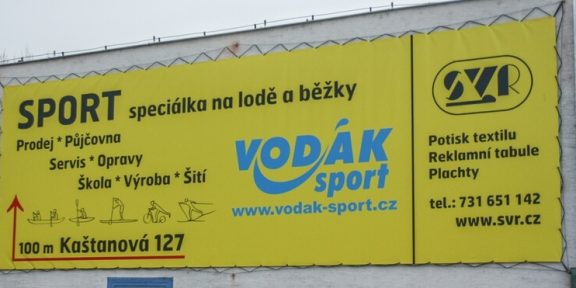 SPORT speciálka na lodě a běžky
Prodej * Půjčovna
Servis * Opravy
Škola * Výroba * Šití
100 m Kaštanová 127
VODÁK
sport
www.vodak-sport.cz
SVR
Potisk textilu
Reklamní tabule
Plachty
tel.: 731 651 142
www.svr.cz